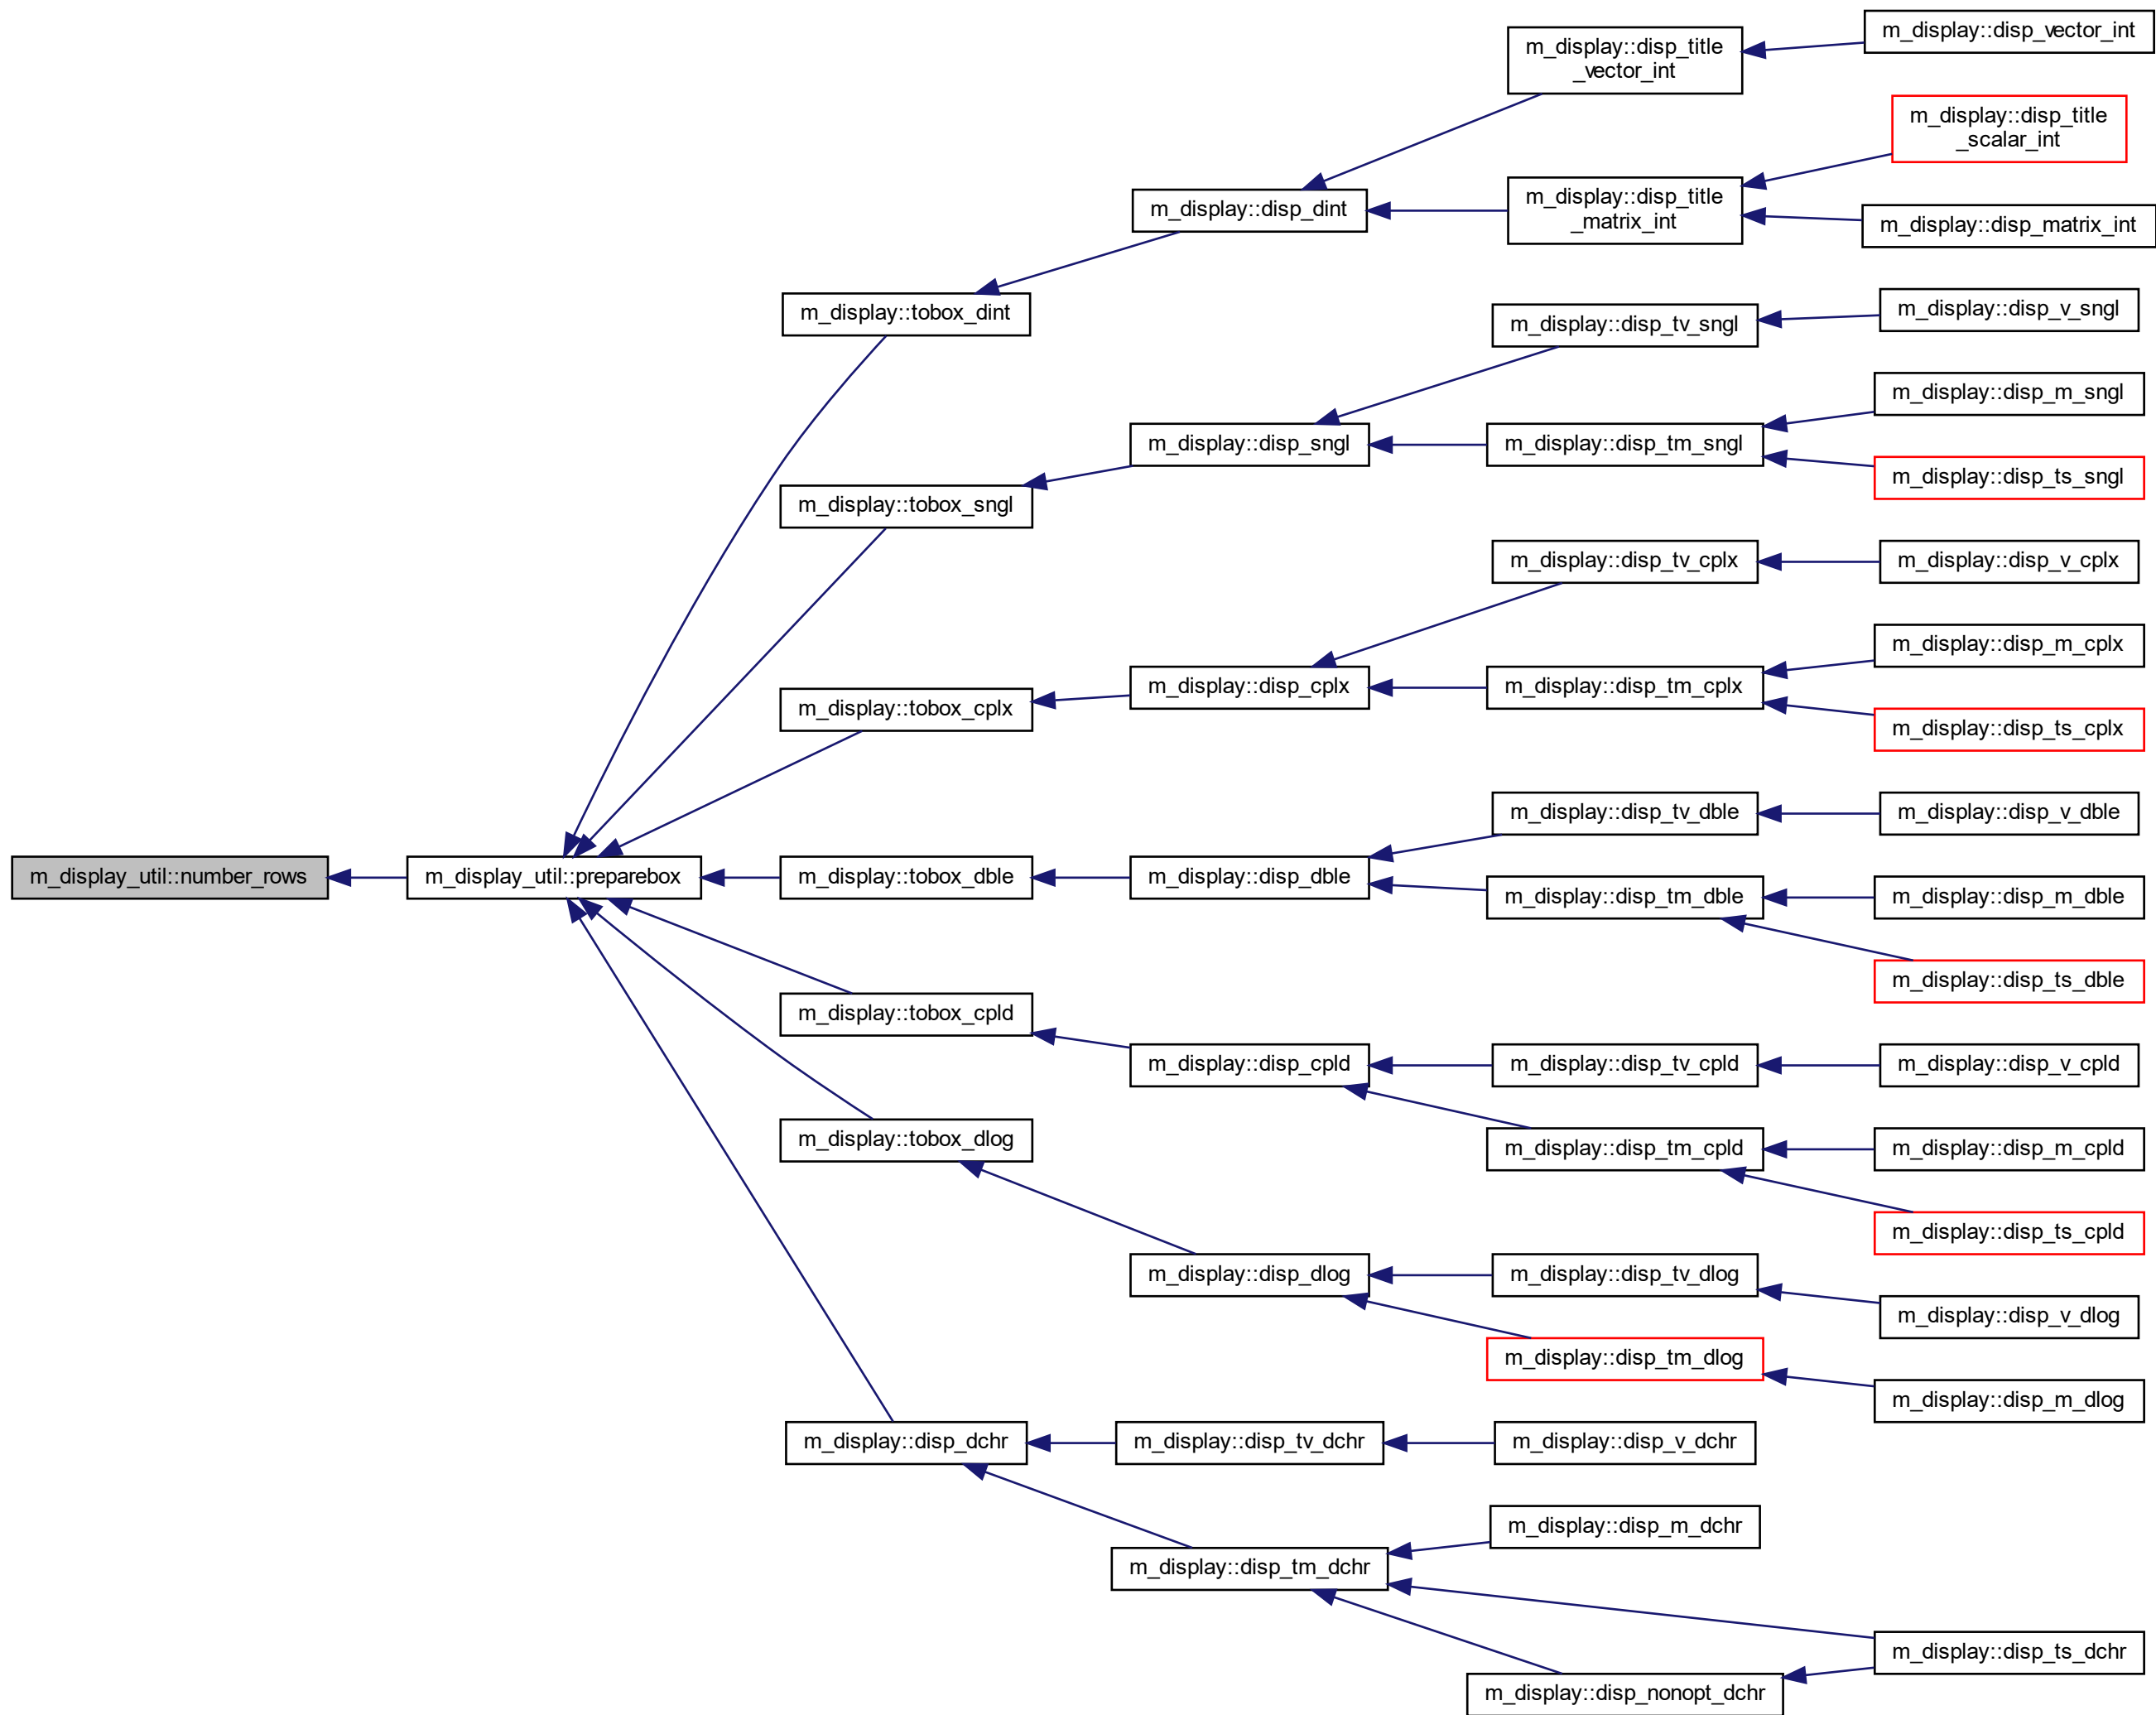 m_display::disp_vector_int
m_display::disp_title
_vector_int
m_display::disp_title
_scalar_int
m_display::disp_title
_matrix_int
m_display::disp_dint
m_display::disp_matrix_int
m_display::tobox_dint
m_display::disp_tv_sngl
m_display::disp_v_sngl
m_display::disp_m_sngl
m_display::disp_sngl
m_display::disp_tm_sngl
m_display::disp_ts_sngl
m_display::tobox_sngl
m_display::disp_tv_cplx
m_display::disp_v_cplx
m_display::disp_m_cplx
m_display::tobox_cplx
m_display::disp_cplx
m_display::disp_tm_cplx
m_display::disp_ts_cplx
m_display::disp_tv_dble
m_display::disp_v_dble
m_display_util::number_rows
m_display_util::preparebox
m_display::tobox_dble
m_display::disp_dble
m_display::disp_tm_dble
m_display::disp_m_dble
m_display::disp_ts_dble
m_display::tobox_cpld
m_display::disp_cpld
m_display::disp_tv_cpld
m_display::disp_v_cpld
m_display::tobox_dlog
m_display::disp_tm_cpld
m_display::disp_m_cpld
m_display::disp_ts_cpld
m_display::disp_dlog
m_display::disp_tv_dlog
m_display::disp_v_dlog
m_display::disp_tm_dlog
m_display::disp_m_dlog
m_display::disp_dchr
m_display::disp_tv_dchr
m_display::disp_v_dchr
m_display::disp_m_dchr
m_display::disp_tm_dchr
m_display::disp_ts_dchr
m_display::disp_nonopt_dchr